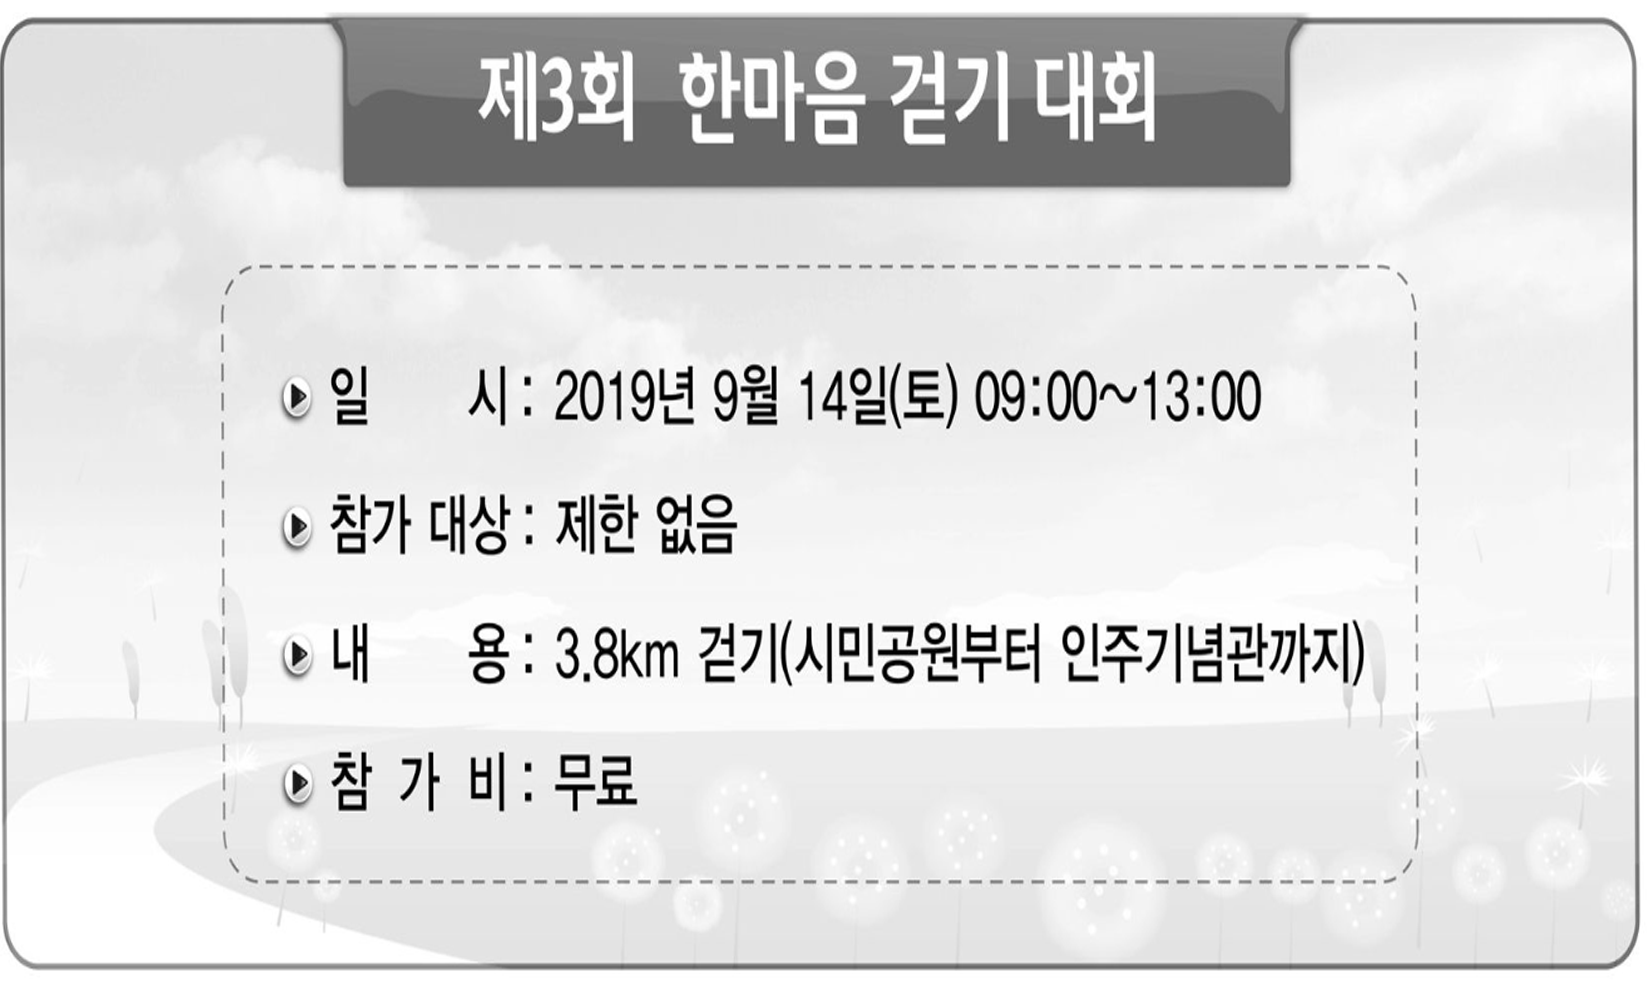 제3회 한마음 걷기 대회
일 시 : 2019년 9월 14일(토) 09:00~13:00
참가 대상 : 제한 없음
내 용 : 3.8km 걷기(시민공원부터 인주기념관까지)
참 가 비 : 무료